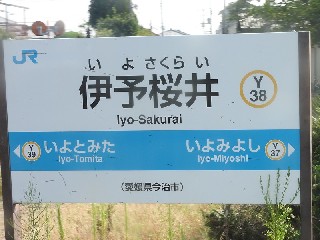 JR
いよさくらい
伊予桜井
Iyo-Sakurai
Y
38
Y
39
いよとみた
Iyo-Tomita
いよみよし
Iyo-Miyoshi
Y
37
(愛媛県今治市)